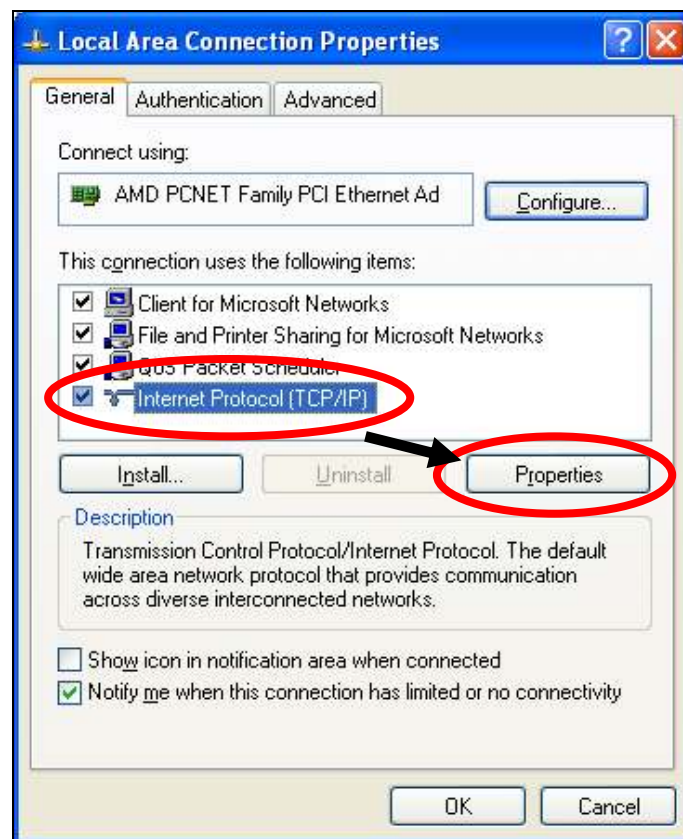 Local Area Connection Properties
General Authentication Advanced
Connect using:
AMD PCNET Family PCI Ethernet Ad
Configure...
This connection uses the following items:
Client for Microsoft Networks
File and Printer Sharing for Microsoft Networks
QoS Packet Scheduler
Internet Protocol (TCP/IP)
Install... Uninstall Properties
Description
Transmission Control Protocol/Internet Protocol. The default
wide area network protocol that provides communication
across diverse interconnected networks.
Show icon in notification area when connected
Notify me when this connection has limited or no connectivity
OK Cancel